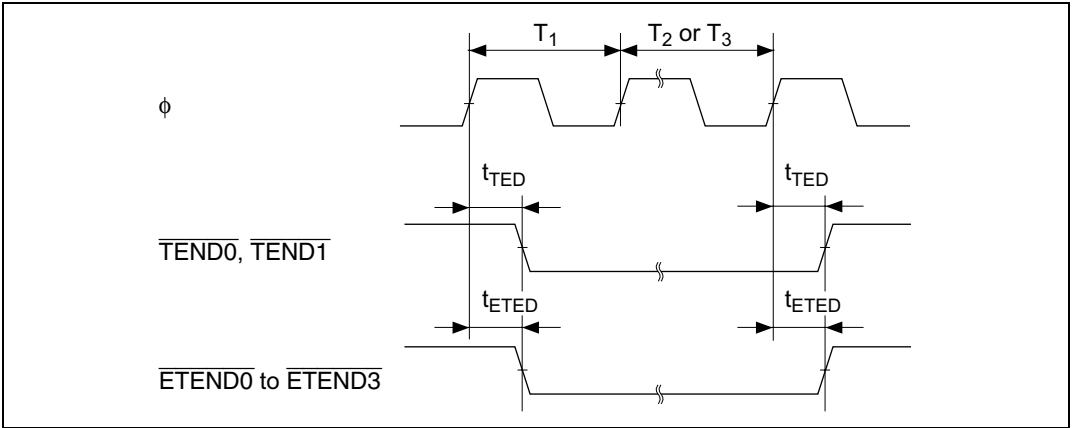 T1 T2 or T3
ϕ
tTED tTED
TEND0, TEND1
tETED tETED
ETEND0 to ETEND3